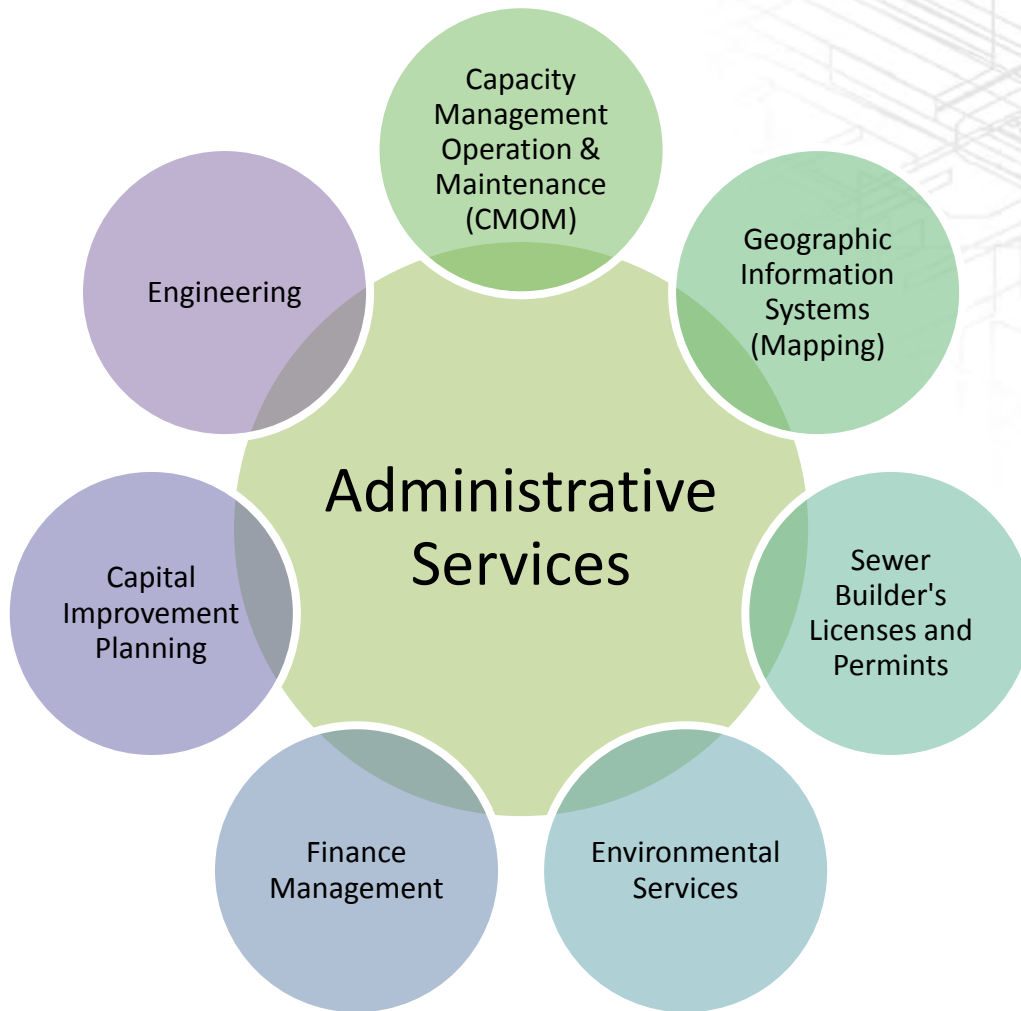 Capacity
Management
Operation &
Maintenance
(CMOM)
Geographic
Information
Systems
(Mapping)
Engineering
Administrative
Services
Sewer
Builder's
Licenses and
Permints
Capital
Improvement
Planning
Finance
Management
Environmental
Services